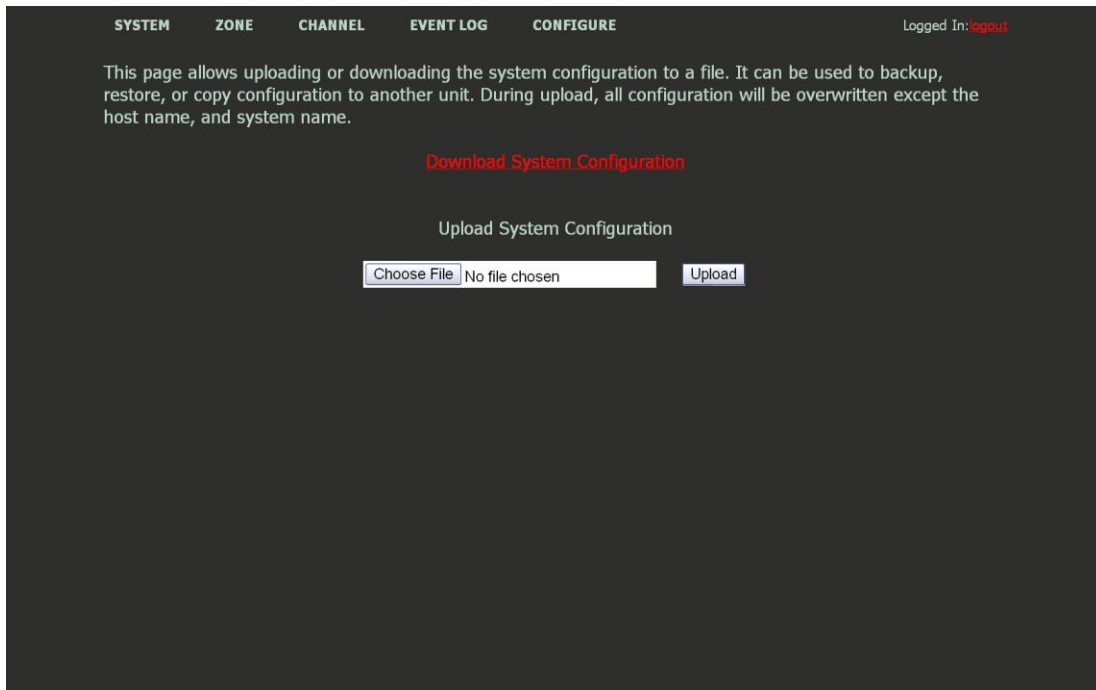 SYSTEM ZONE CHANNEL EVENT LOG CONFIGURE Logged In:logout
This page allows uploading or downloading the system configuration to a file. It can be used to backup,
restore, or copy configuration to another unit. During upload, all configuration will be overwritten except the
host name, and system name.
Download System Configuration
Upload System Configuration
Choose File No file chosen Upload